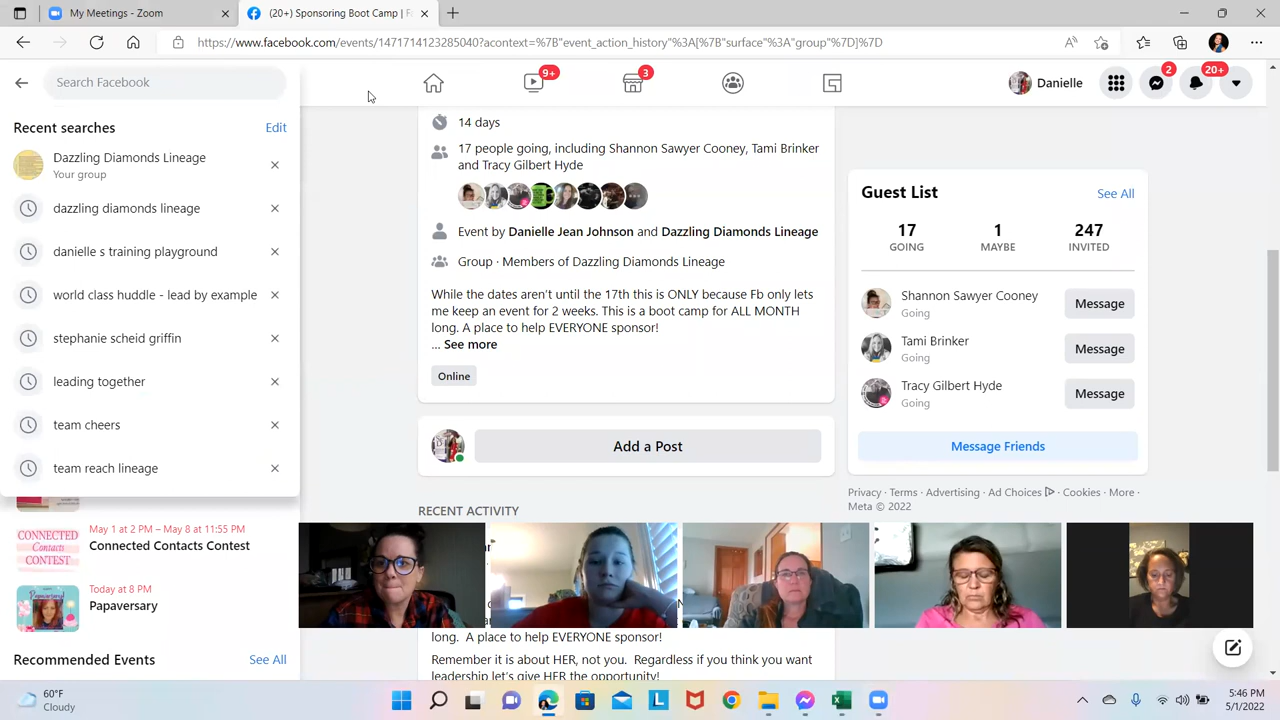 My Meetings - Zoom
(20+) Sponsoring Boot Camp | F
https://www.facebook.com/events/1471714123285040?acontext=%7B"event_action_history"%3A[%7B"surface"%3A"group"%7D]%7D
Search Facebook
9+
3
Danielle
2
20+
Recent searches
Edit
Dazzling Diamonds Lineage
Your group
dazzling diamonds lineage
danielle s training playground
world class huddle - lead by example
stephanie scheid griffin
leading together
team cheers
team reach lineage
CONNECTED
Contacts
CONTEST
May 1 at 2 PM – May 8 at 11:55 PM
Connected Contacts Contest
Today at 8 PM
Papaversary
Recommended Events
See All
14 days
17 people going, including Shannon Sawyer Cooney, Tami Brinker
and Tracy Gilbert Hyde
Event by Danielle Jean Johnson and Dazzling Diamonds Lineage
Group · Members of Dazzling Diamonds Lineage
While the dates aren't until the 17th this is ONLY because Fb only lets
me keep an event for 2 weeks. This is a boot camp for ALL MONTH
long. A place to help EVERYONE sponsor!
... See more
Online
Add a Post
RECENT ACTIVITY
long. A place to help EVERYONE sponsor!
Remember it is about HER, not you. Regardless if you think you want
leadership let's give HER the opportunity!
Guest List
See All
17
GOING
1
MAYBE
247
INVITED
Shannon Sawyer Cooney
Going
Message
Tami Brinker
Going
Message
Tracy Gilbert Hyde
Going
Message
Message Friends
Privacy · Terms · Advertising · Ad Choices · Cookies · More ·
Meta © 2022
60°F
Cloudy
5:46 PM
5/1/2022